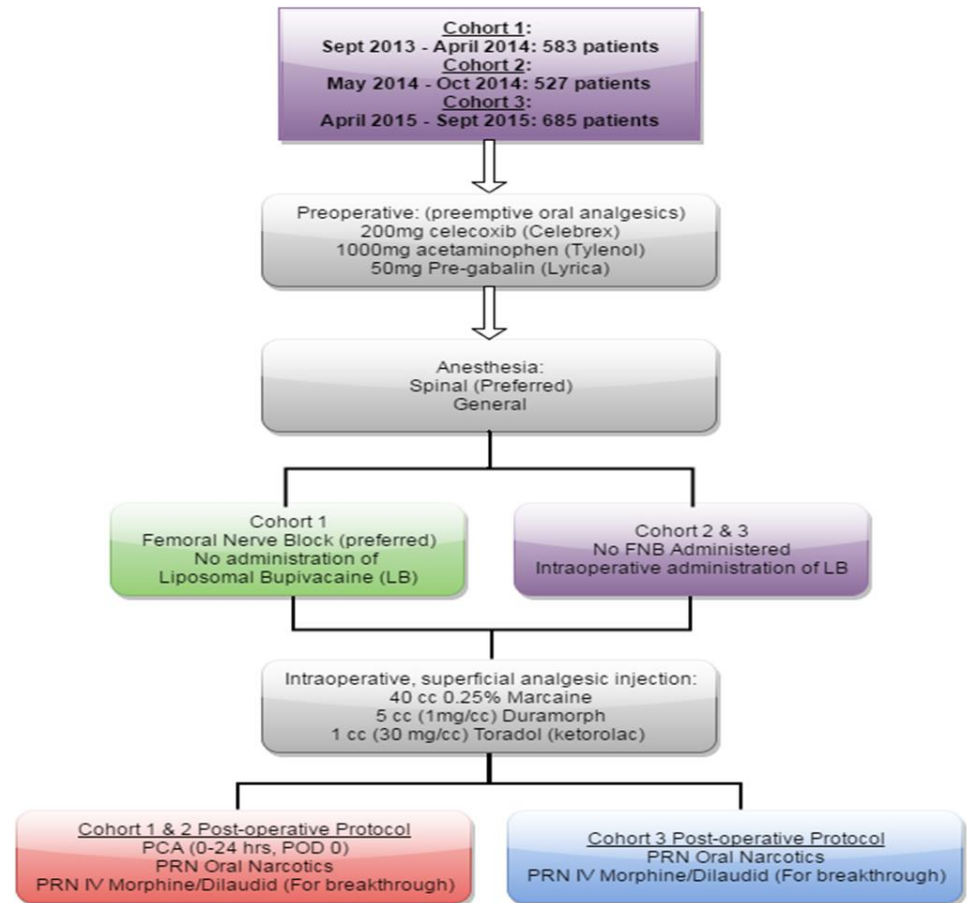 Cohort 1:
Sept 2013 - April 2014: 583 patients
Cohort 2:
May 2014 - Oct 2014: 527 patients
Cohort 3:
April 2015 - Sept 2015: 685 patients
Preoperative: (preemptive oral analgesics)
200mg celecoxib (Celebrex)
1000mg acetaminophen (Tylenol)
50mg Pre-gabalin (Lyrica)
Anesthesia:
Spinal (Preferred)
General
Cohort 1
Femoral Nerve Block (preferred)
No administration of
Liposomal Bupivacaine (LB)
Cohort 2 & 3
No FNB Administered
Intraoperative administration of LB
Intraoperative, superficial analgesic injection:
40 cc 0.25% Marcaine
5 cc (1mg/cc) Duramorph
1 cc (30 mg/cc) Toradol (ketorolac)
Cohort 1 & 2 Post-operative Protocol
PCA (0-24 hrs, POD 0)
PRN Oral Narcotics
PRN IV Morphine/Dilaudid (For breakthrough)
Cohort 3 Post-operative Protocol
PRN Oral Narcotics
PRN IV Morphine/Dilaudid (For breakthrough)